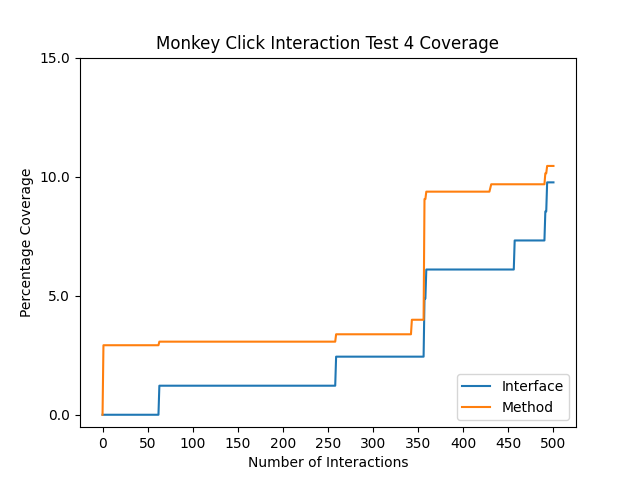 Monkey Click Interaction Test 4 Coverage
15.0
10.0
5.0
0.0
Percentage Coverage
0 50 100 150 200 250 300 350 400 450 500
Number of Interactions
Interface
Method